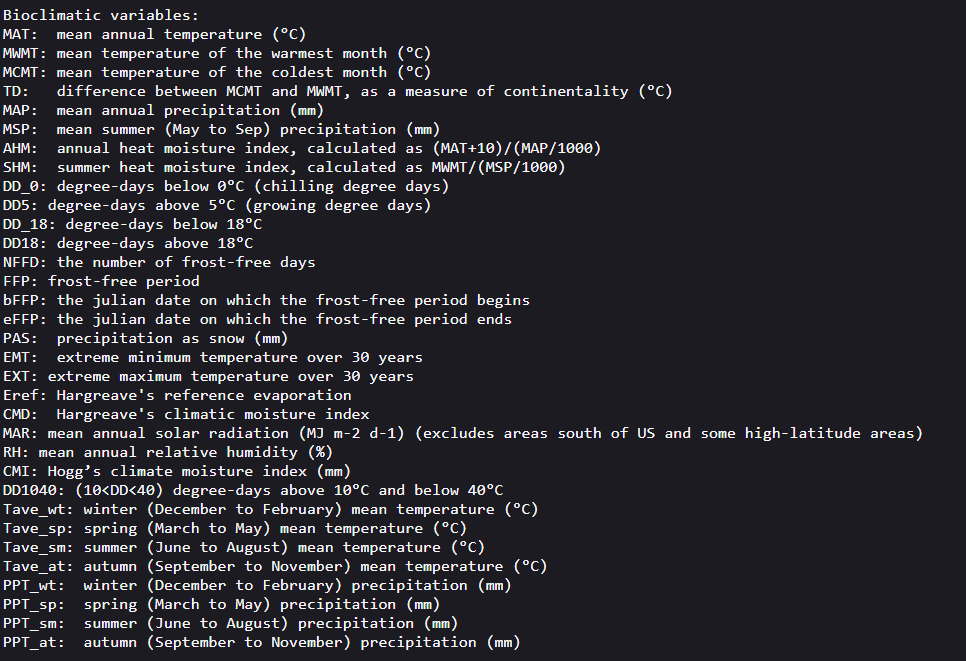 Bioclimatic variables:
MAT:  mean annual temperature (°C)
MWMT: mean temperature of the warmest month (°C)
MCMT: mean temperature of the coldest month (°C)
TD:   difference between MCMT and MWMT, as a measure of continentality (°C)
MAP:  mean annual precipitation (mm)
MSP:  mean summer (May to Sep) precipitation (mm)
AHM:  annual heat moisture index, calculated as (MAT+10)/(MAP/1000)
SHM:  summer heat moisture index, calculated as MWMT/(MSP/1000)
DD_0: degree-days below 0°C (chilling degree days)
DD5: degree-days above 5°C (growing degree days)
DD_18: degree-days below 18°C
DD18: degree-days above 18°C
NFFD: the number of frost-free days
FFP: frost-free period
bFFP: the julian date on which the frost-free period begins
eFFP: the julian date on which the frost-free period ends
PAS:  precipitation as snow (mm)
EMT:  extreme minimum temperature over 30 years
EXT: extreme maximum temperature over 30 years
Eref: Hargreave's reference evaporation
CMD:  Hargreave's climatic moisture index
MAR: mean annual solar radiation (MJ m-2 d-1) (excludes areas south of US and some high-latitude areas)
RH: mean annual relative humidity (%)
CMI: Hogg’s climate moisture index (mm)
DD1040: (10<DD<40) degree-days above 10°C and below 40°C
Tave_wt: winter (December to February) mean temperature (°C)
Tave_sp: spring (March to May) mean temperature (°C)
Tave_sm: summer (June to August) mean temperature (°C)
Tave_at: autumn (September to November) mean temperature (°C)
PPT_wt:  winter (December to February) precipitation (mm)
PPT_sp:  spring (March to May) precipitation (mm)
PPT_sm:  summer (June to August) precipitation (mm)
PPT_at:  autumn (September to November) precipitation (mm)